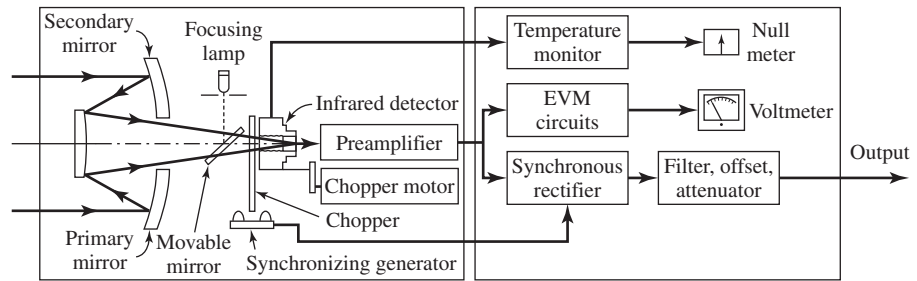 Secondary
mirror
Focusing
lamp
Infrared detector
Preamplifier
Chopper motor
Chopper
Primary
mirror
Movable
mirror
Synchronizing generator
Temperature
monitor
Null
meter
EVM
circuits
Voltmeter
Synchronous
rectifier
Filter, offset,
attenuator
Output